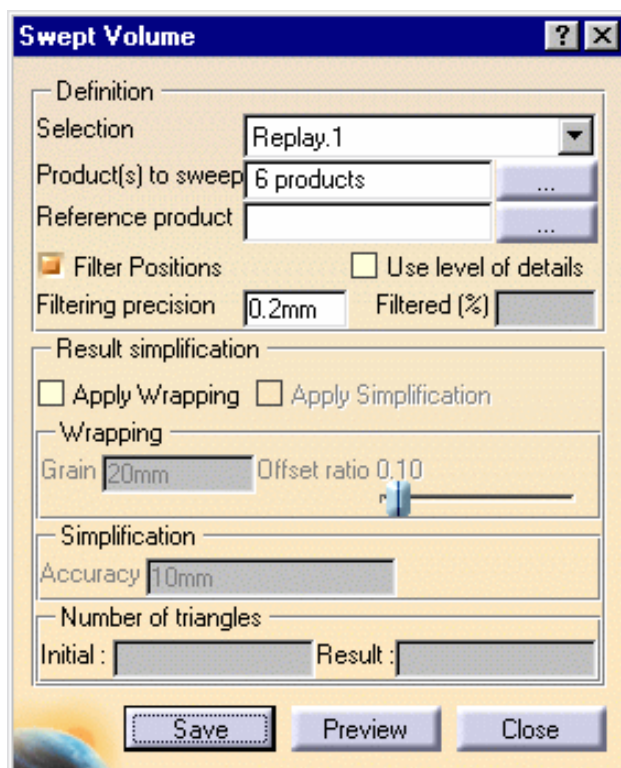 Swept Volume ? X
Definition
Selection Replay.1
Product(s) to sweep 6 products ...
Reference product ...
Filter Positions Use level of details
Filtering precision 0.2mm Filtered (%)
Result simplification
Apply Wrapping Apply Simplification
Wrapping
Grain 20mm Offset ratio 0.10
Simplification
Accuracy 10mm
Number of triangles
Initial : Result :
Save Preview Close